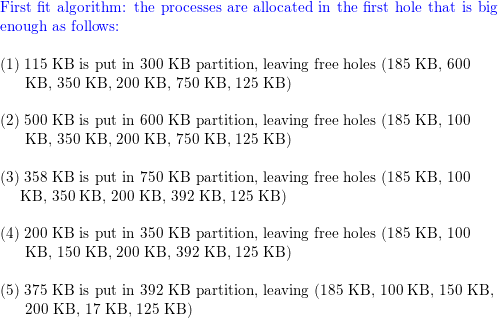 First fit algorithm: the processes are allocated in the first hole that is big
enough as follows:
(1) 115 KB is put in 300 KB partition, leaving free holes (185 KB, 600
KB, 350 KB, 200 KB, 750 KB, 125 KB)
(2) 500 KB is put in 600 KB partition, leaving free holes (185 KB, 100
KB, 350 KB, 200 KB, 750 KB, 125 KB)
(3) 358 KB is put in 750 KB partition, leaving free holes (185 KB, 100
KB, 350 KB, 200 KB, 392 KB, 125 KB)
(4) 200 KB is put in 350 KB partition, leaving free holes (185 KB, 100
KB, 150 KB, 200 KB, 392 KB, 125 KB)
(5) 375 KB is put in 392 KB partition, leaving (185 KB, 100 KB, 150 KB,
200 KB, 17 KB, 125 KB)